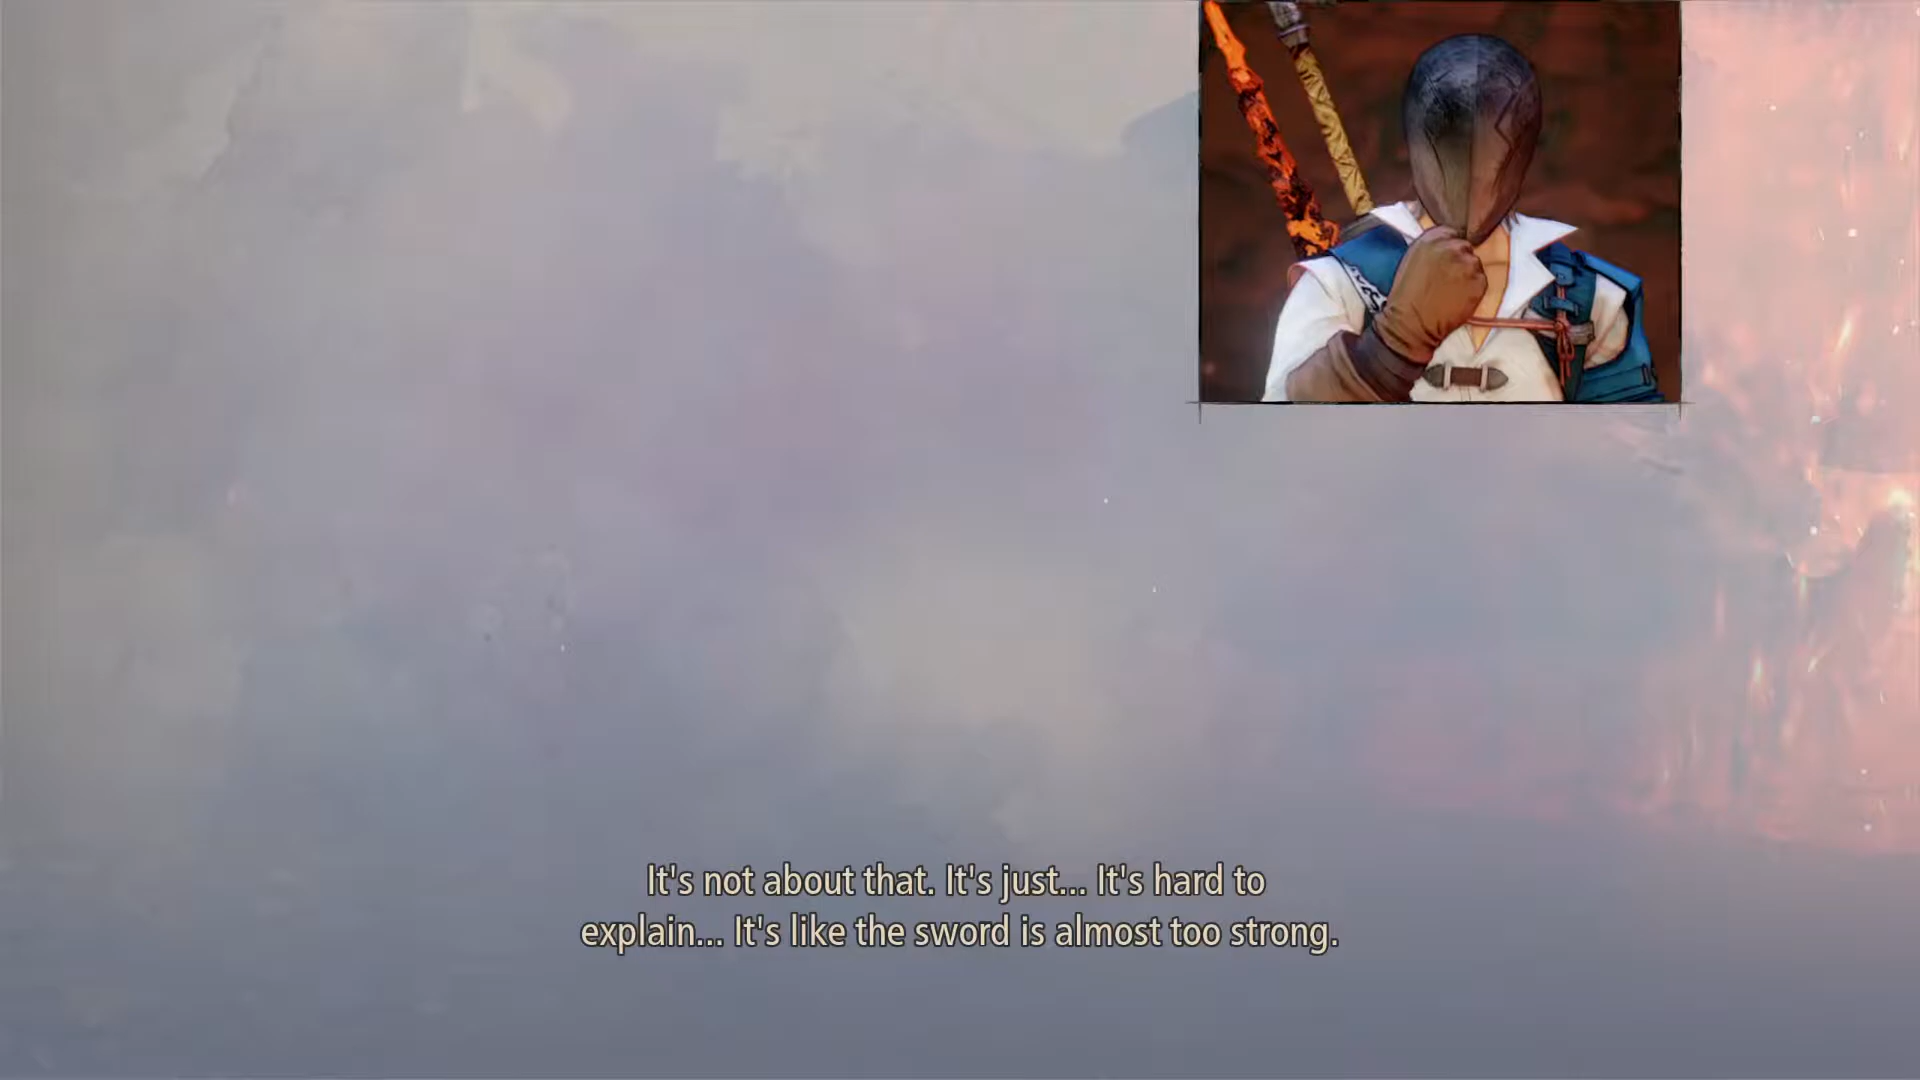 It's not about that. It's just... It's hard to
explain... It's like the sword is almost too strong.